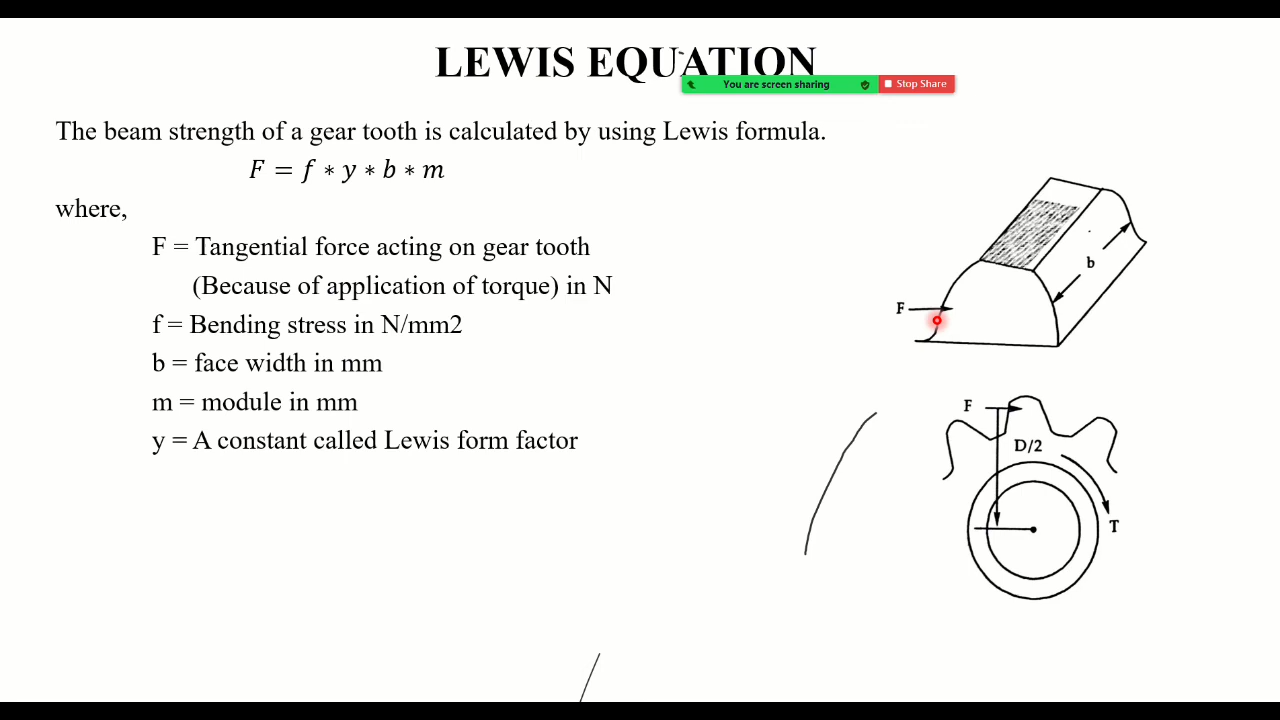 LEWIS EQUATION
You are screen sharing
Stop Share
The beam strength of a gear tooth is calculated by using Lewis formula.
F = f ∗ y ∗ b ∗ m
where,
F = Tangential force acting on gear tooth
(Because of application of torque) in N
f = Bending stress in N/mm2
b = face width in mm
m = module in mm
y = A constant called Lewis form factor
b
F
F
D/2
T